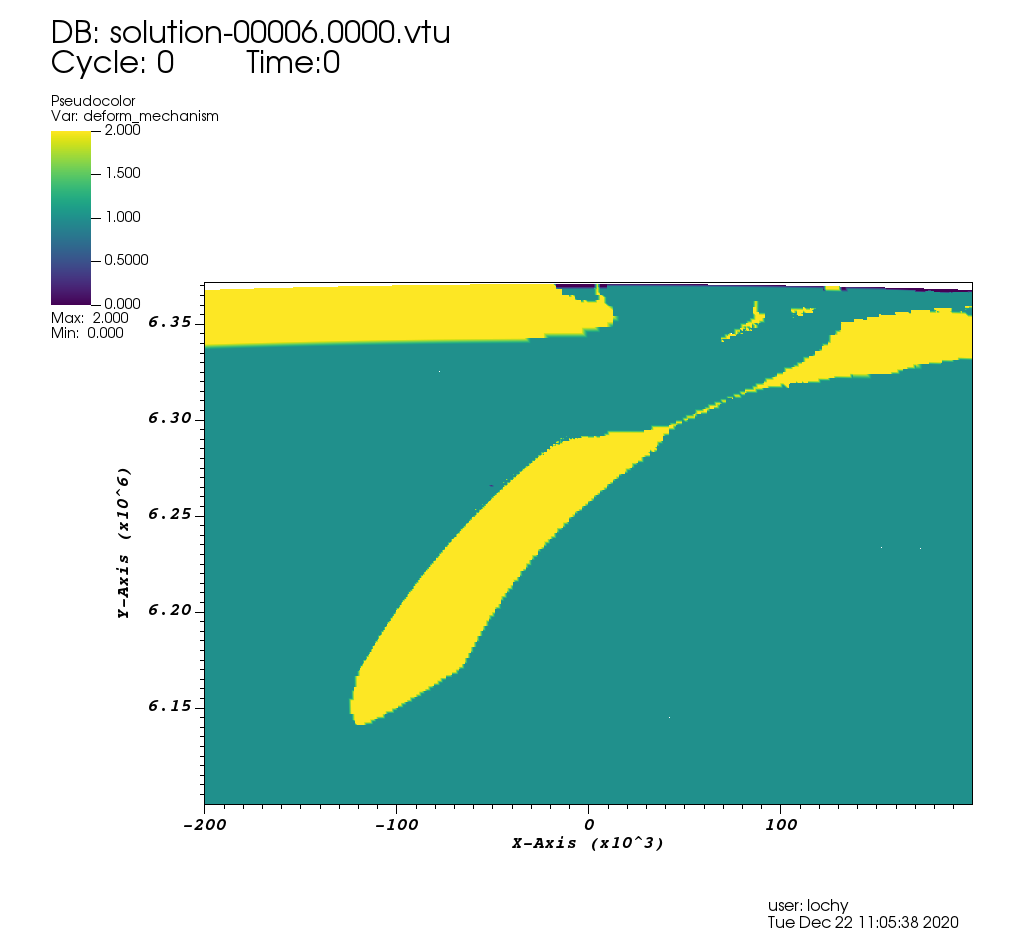 DB: solution-00006.0000.vtu
Cycle: 0 Time:0
Pseudocolor
Var: deform_mechanism
2.000
1.500
1.000
0.5000
0.000
Max: 2.000
Min: 0.000
6.35
6.30
6.25
6.20
6.15
Y-Axis (x10^6)
-200 -100 0 100
X-Axis (x10^3)
user: lochy
Tue Dec 22 11:05:38 2020